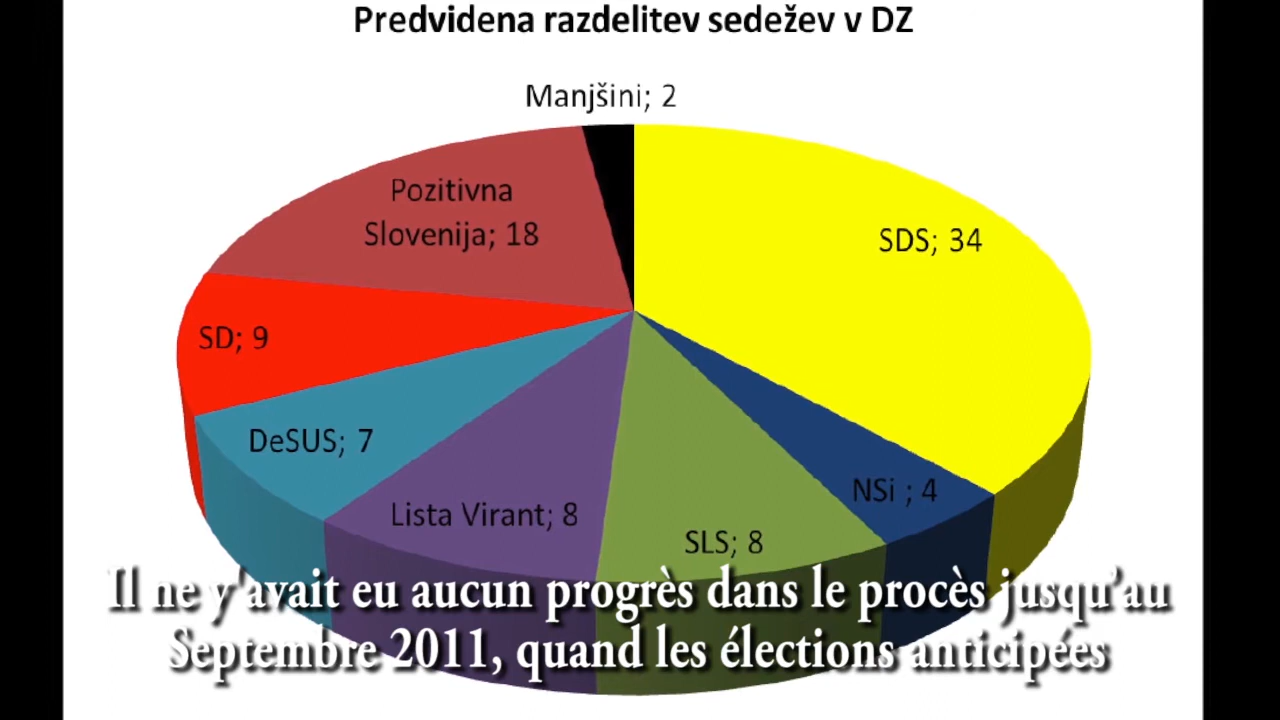 Predvidena razdelitev sedežev v DZ
Manjšini; 2
Pozitivna
Slovenija; 18
SDS; 34
SD; 9
DeSUS; 7
NSi ; 4
Lista Virant; 8
SLS; 8
Il ne y'avait eu aucun progrès dans le procès jusqu'au
Septembre 2011, quand les élections anticipées